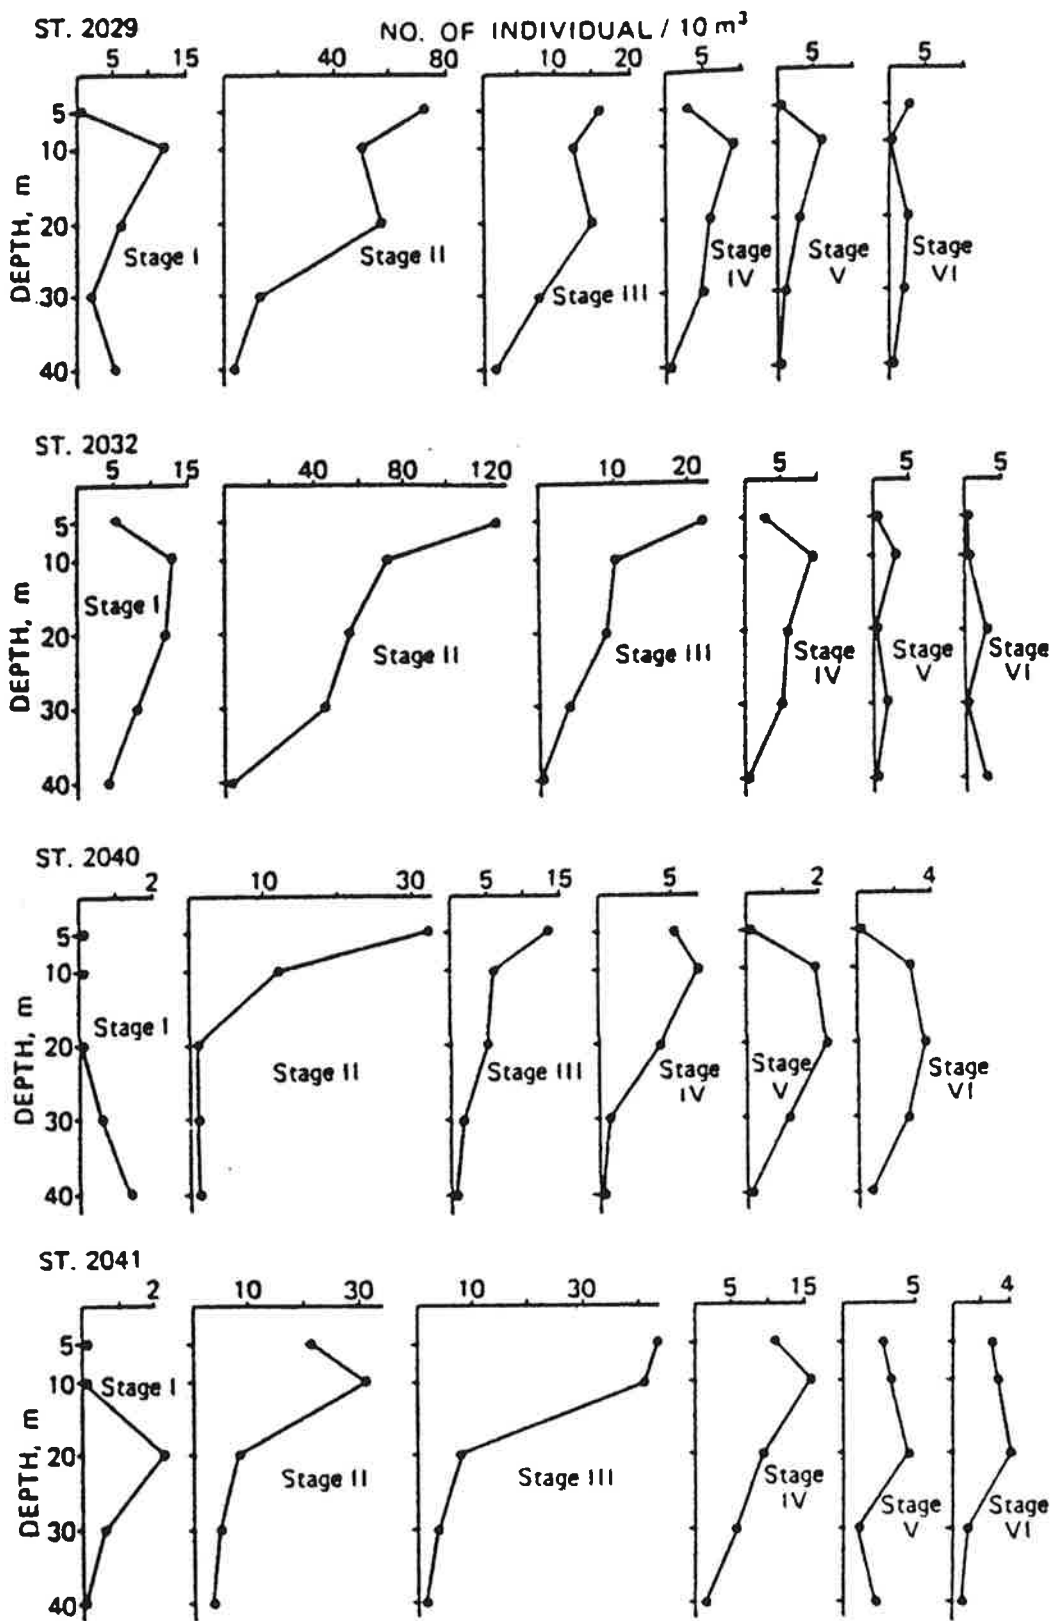 ST. 2029
NO. OF INDIVIDUAL / 10 m³
5 15 40 80 10 20 5 5 5
5
10
20
30
40
DEPTH, m
Stage I
Stage II
Stage III
Stage IV
Stage V
Stage VI
ST. 2032
5 15 40 80 120 10 20 5 5 5
5
10
20
30
40
DEPTH, m
Stage I
Stage II
Stage III
Stage IV
Stage V
Stage VI
ST. 2040
2 10 30 5 15 5 2 4
5
10
20
30
40
DEPTH, m
Stage I
Stage II
Stage III
Stage IV
Stage V
Stage VI
ST. 2041
2 10 30 10 30 5 15 5 4
5
10
20
30
40
DEPTH, m
Stage I
Stage II
Stage III
Stage IV
Stage V
Stage VI